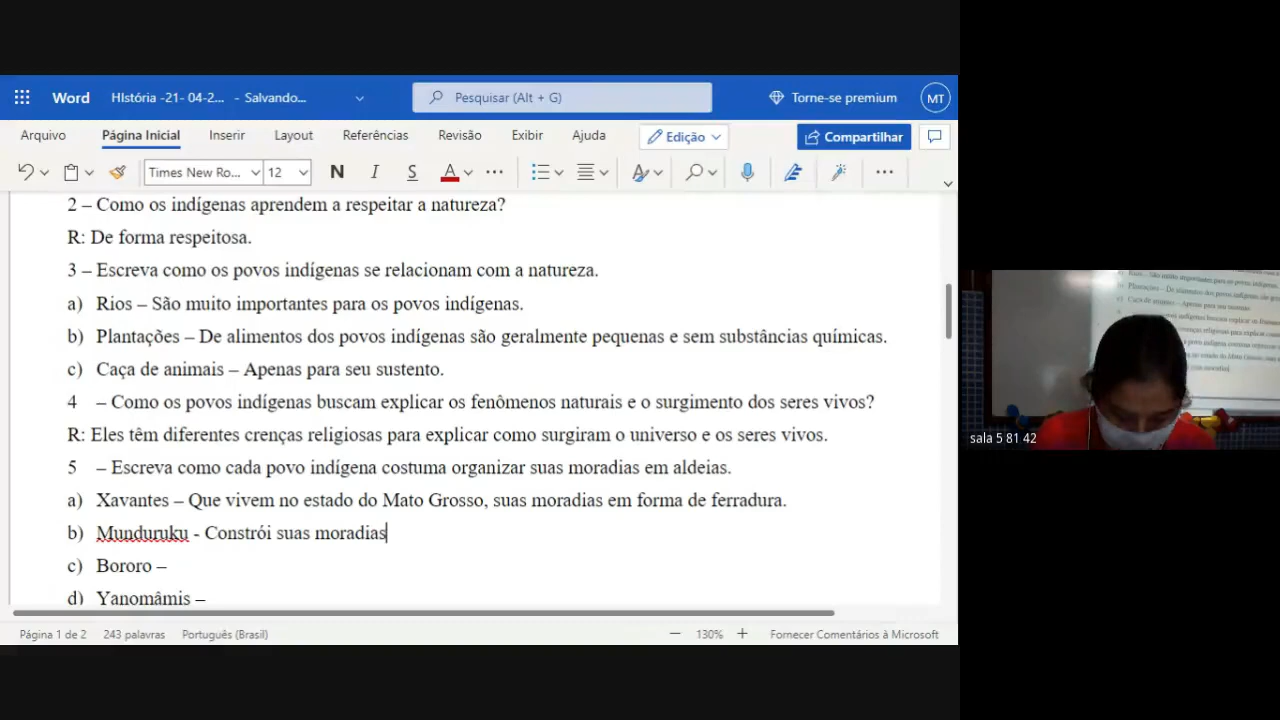 Word
HIstória -21- 04-2... - Salvando...
Pesquisar (Alt + G)
Torne-se premium
MT
Arquivo
Página Inicial
Inserir
Layout
Referências
Revisão
Exibir
Ajuda
Edição
Compartilhar
Times New Ro...
12
N
I
S
A
2 – Como os indígenas aprendem a respeitar a natureza?
R: De forma respeitosa.
3 – Escreva como os povos indígenas se relacionam com a natureza.
a) Rios – São muito importantes para os povos indígenas.
b) Plantações – De alimentos dos povos indígenas são geralmente pequenas e sem substâncias químicas.
c) Caça de animais – Apenas para seu sustento.
4 – Como os povos indígenas buscam explicar os fenômenos naturais e o surgimento dos seres vivos?
R: Eles têm diferentes crenças religiosas para explicar como surgiram o universo e os seres vivos.
5 – Escreva como cada povo indígena costuma organizar suas moradias em aldeias.
a) Xavantes – Que vivem no estado do Mato Grosso, suas moradias em forma de ferradura.
b) Munduruku - Constrói suas moradias
c) Bororo –
d) Yanomâmis –
Página 1 de 2
243 palavras
Português (Brasil)
130%
Fornecer Comentários à Microsoft
sala 5 81 42